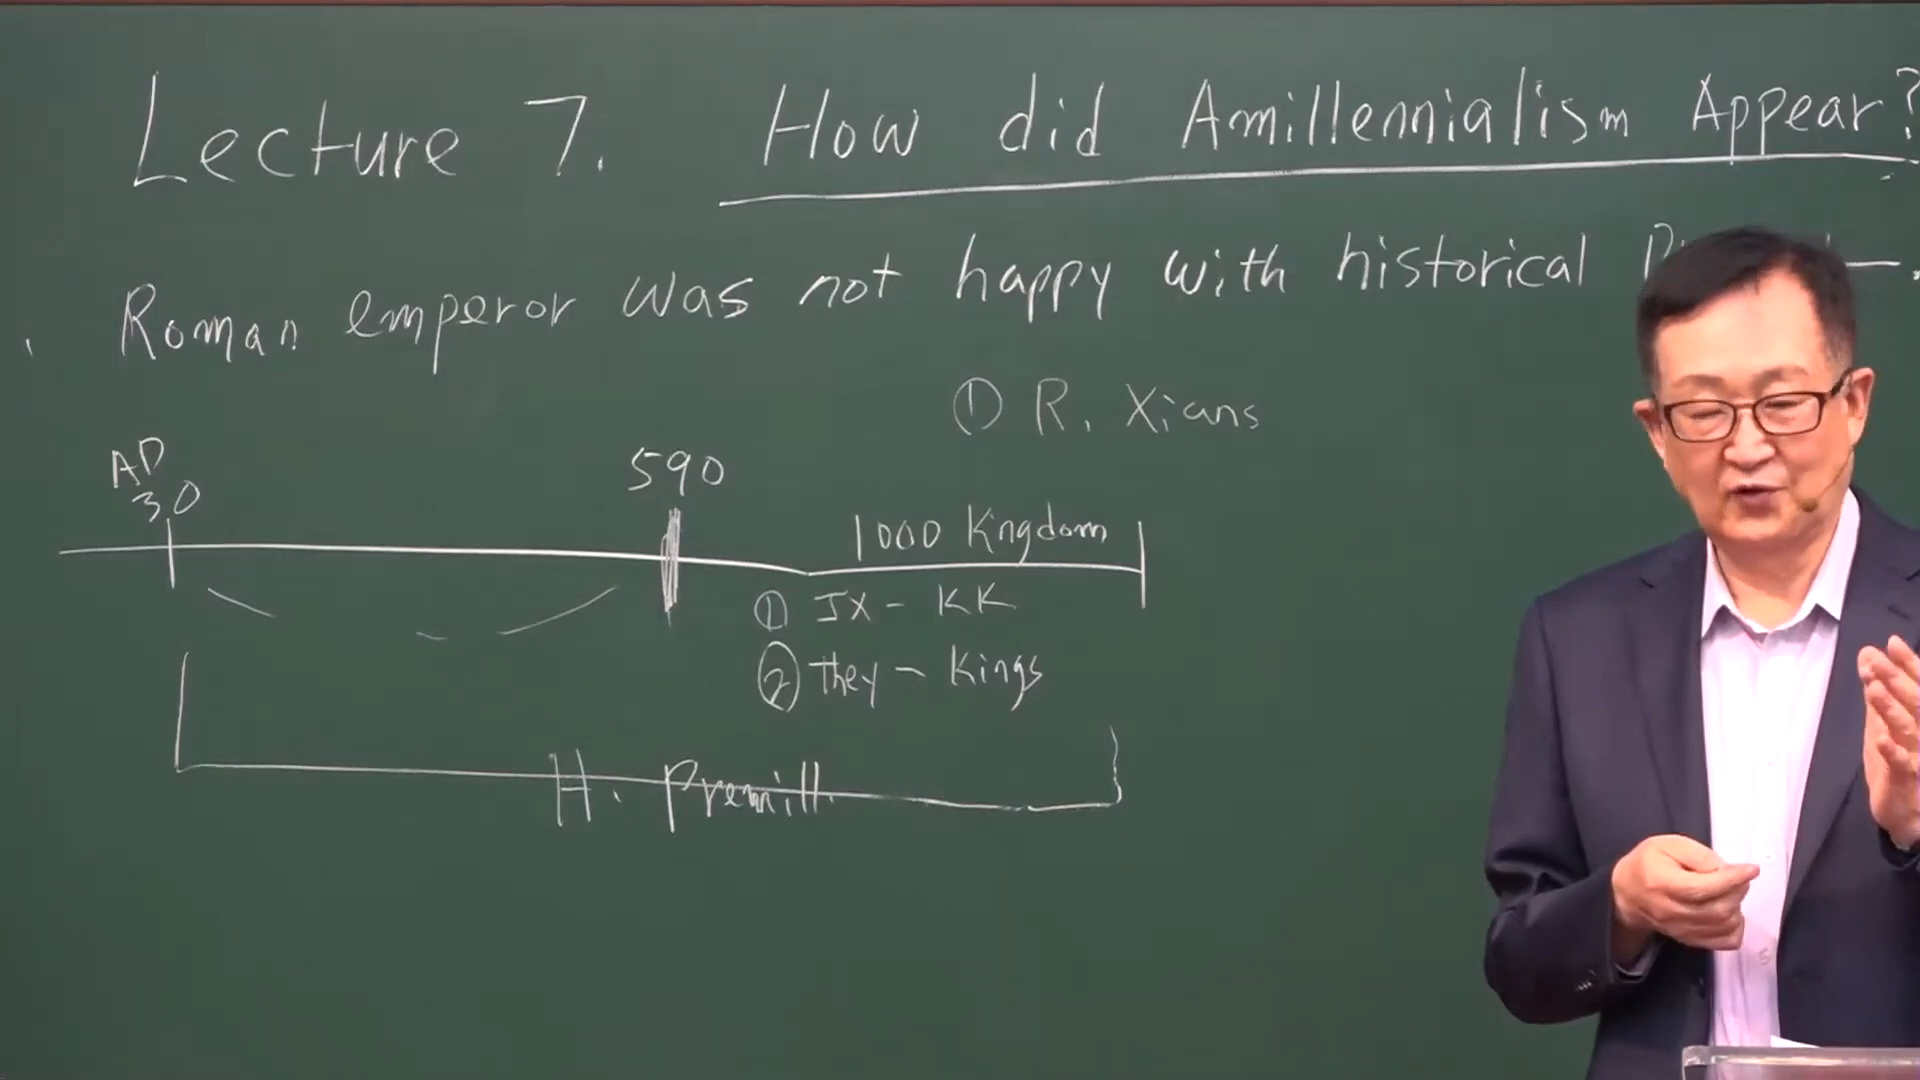 Lecture 7. How did Amillennialism Appear?
Roman emperor was not happy with historical
① R. Xians
AD
30
590
1000 Kngdom
① JX - KK
② they - Kings
H. Premill.